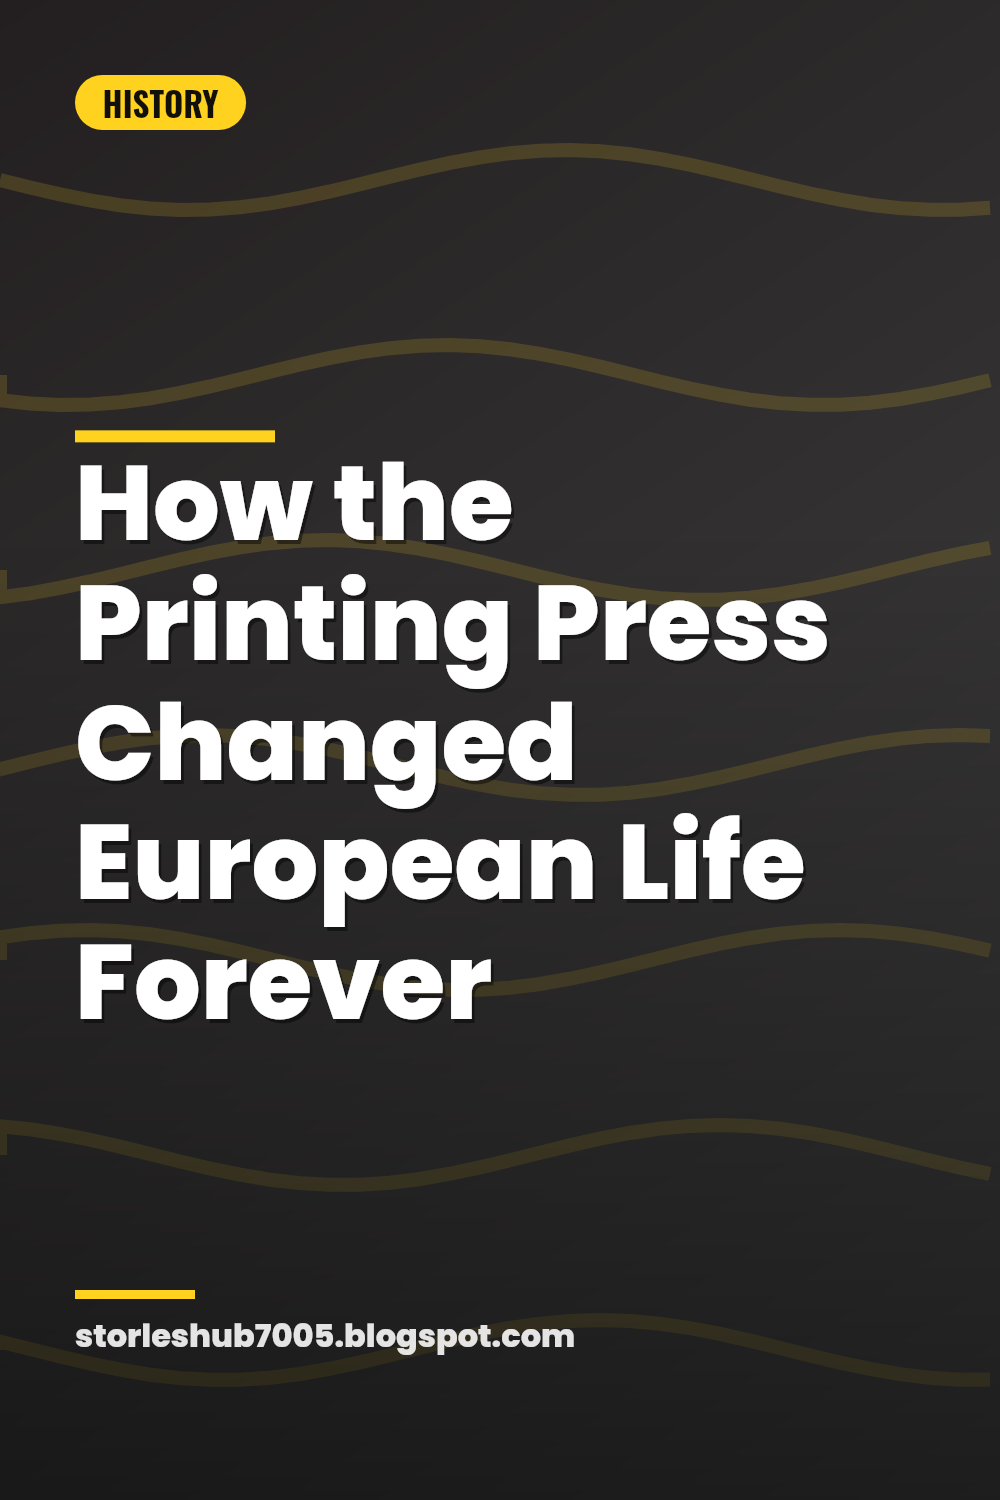 HISTORY
How the
Printing Press
Changed
European Life
Forever
storleshub7005.blogspot.com